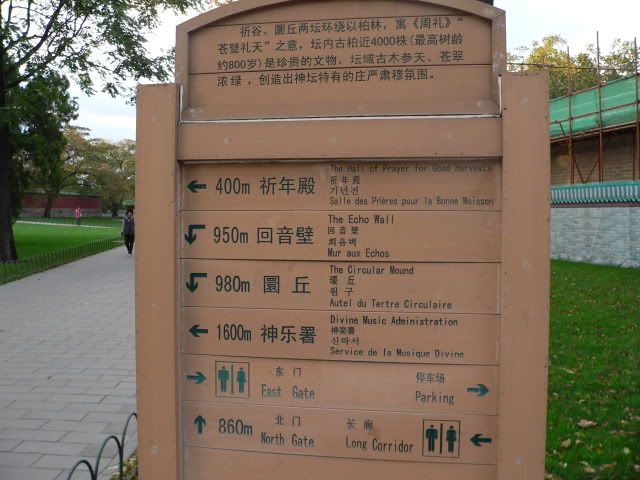 祈谷、圜丘两坛环绕以柏林，寓《周礼》“
苍璧礼天”之意，坛内古柏近4000株（最高树龄
约800岁）是珍贵的文物。坛域古木参天、苍翠
浓绿，创造出神坛特有的庄严肃穆氛围。
400m 祈年殿
The Hall of Prayer for Good Harvests
祈年殿
기년전
Salle des Prières pour la Bonne Moisson
950m 回音壁
The Echo Wall
回音壁
회음벽
Mur aux Echos
980m 圜丘
The Circular Mound
圜丘
원구
Autel du Tertre Circulaire
1600m 神乐署
Divine Music Administration
神楽署
신악서
Service de la Musique Divine
东门
East Gate
停车场
Parking
860m
北门
North Gate
长廊
Long Corridor